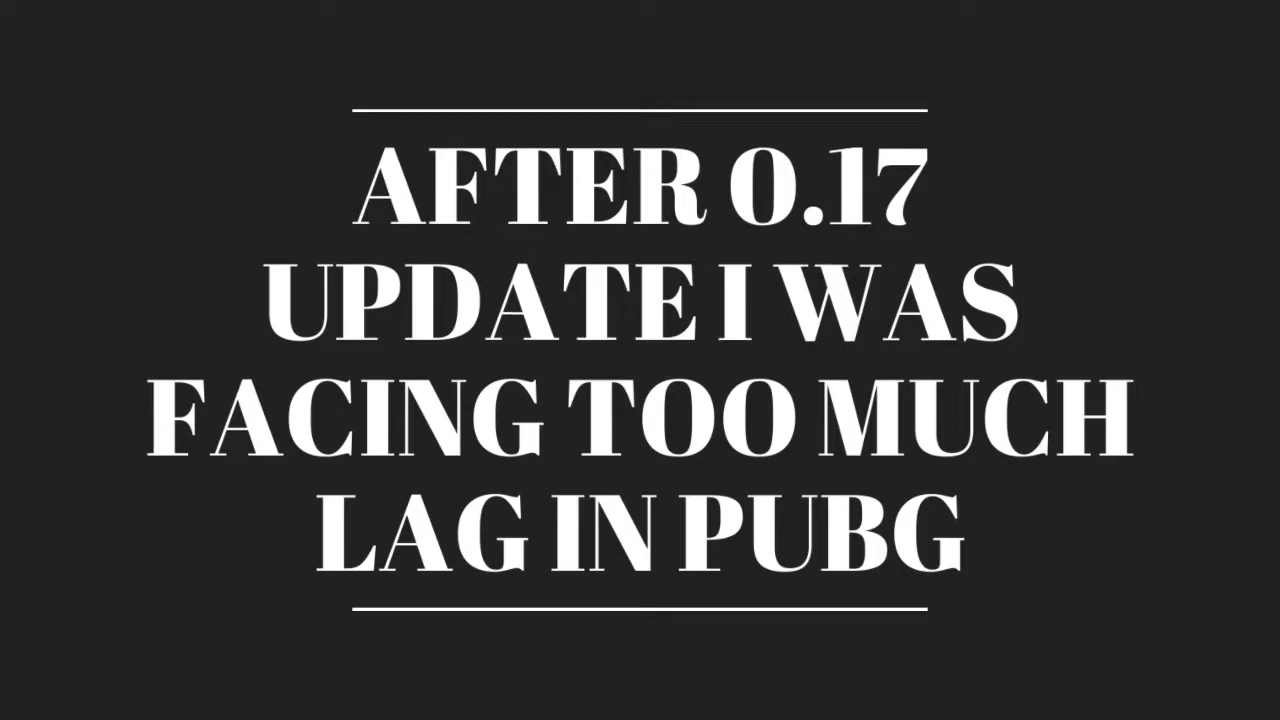 AFTER 0.17
UPDATE I WAS
FACING TOO MUCH
LAG IN PUBG